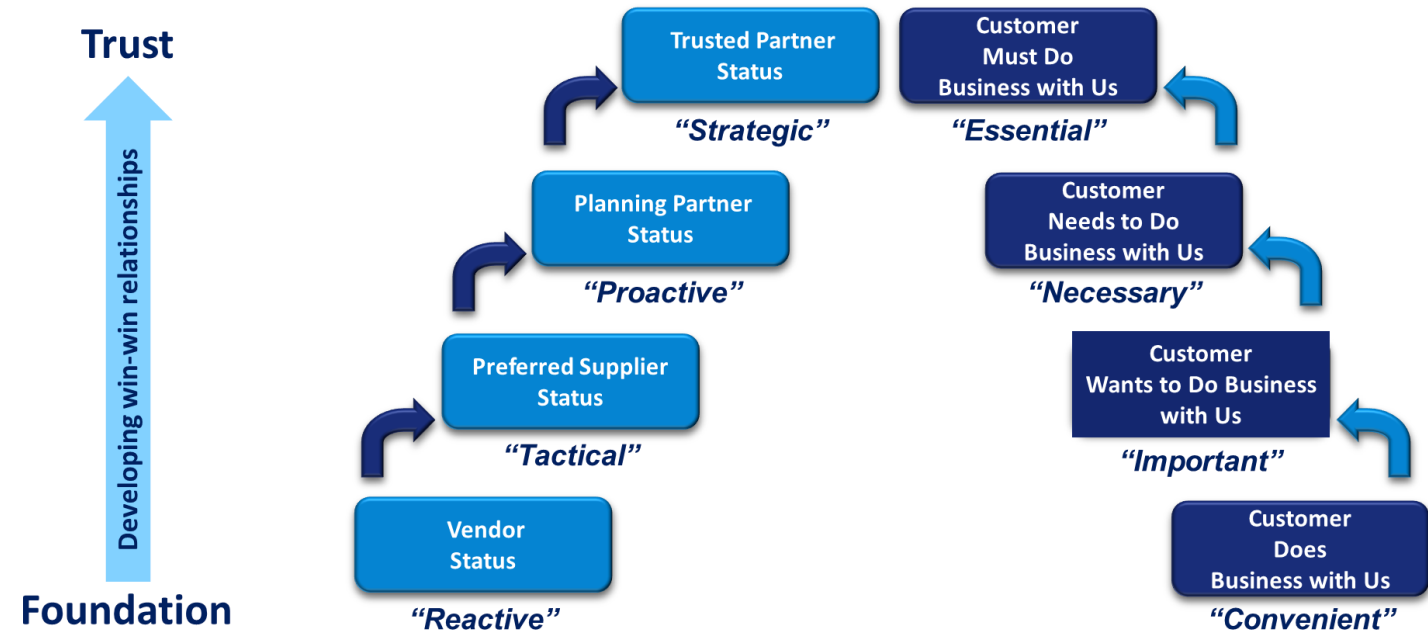 Trust
Developing win-win relationships
Foundation
Trusted Partner
Status
“Strategic”
Customer
Must Do
Business with Us
“Essential”
Planning Partner
Status
“Proactive”
Customer
Needs to Do
Business with Us
“Necessary”
Preferred Supplier
Status
“Tactical”
Customer
Wants to Do Business
with Us
“Important”
Vendor
Status
“Reactive”
Customer
Does
Business with Us
“Convenient”